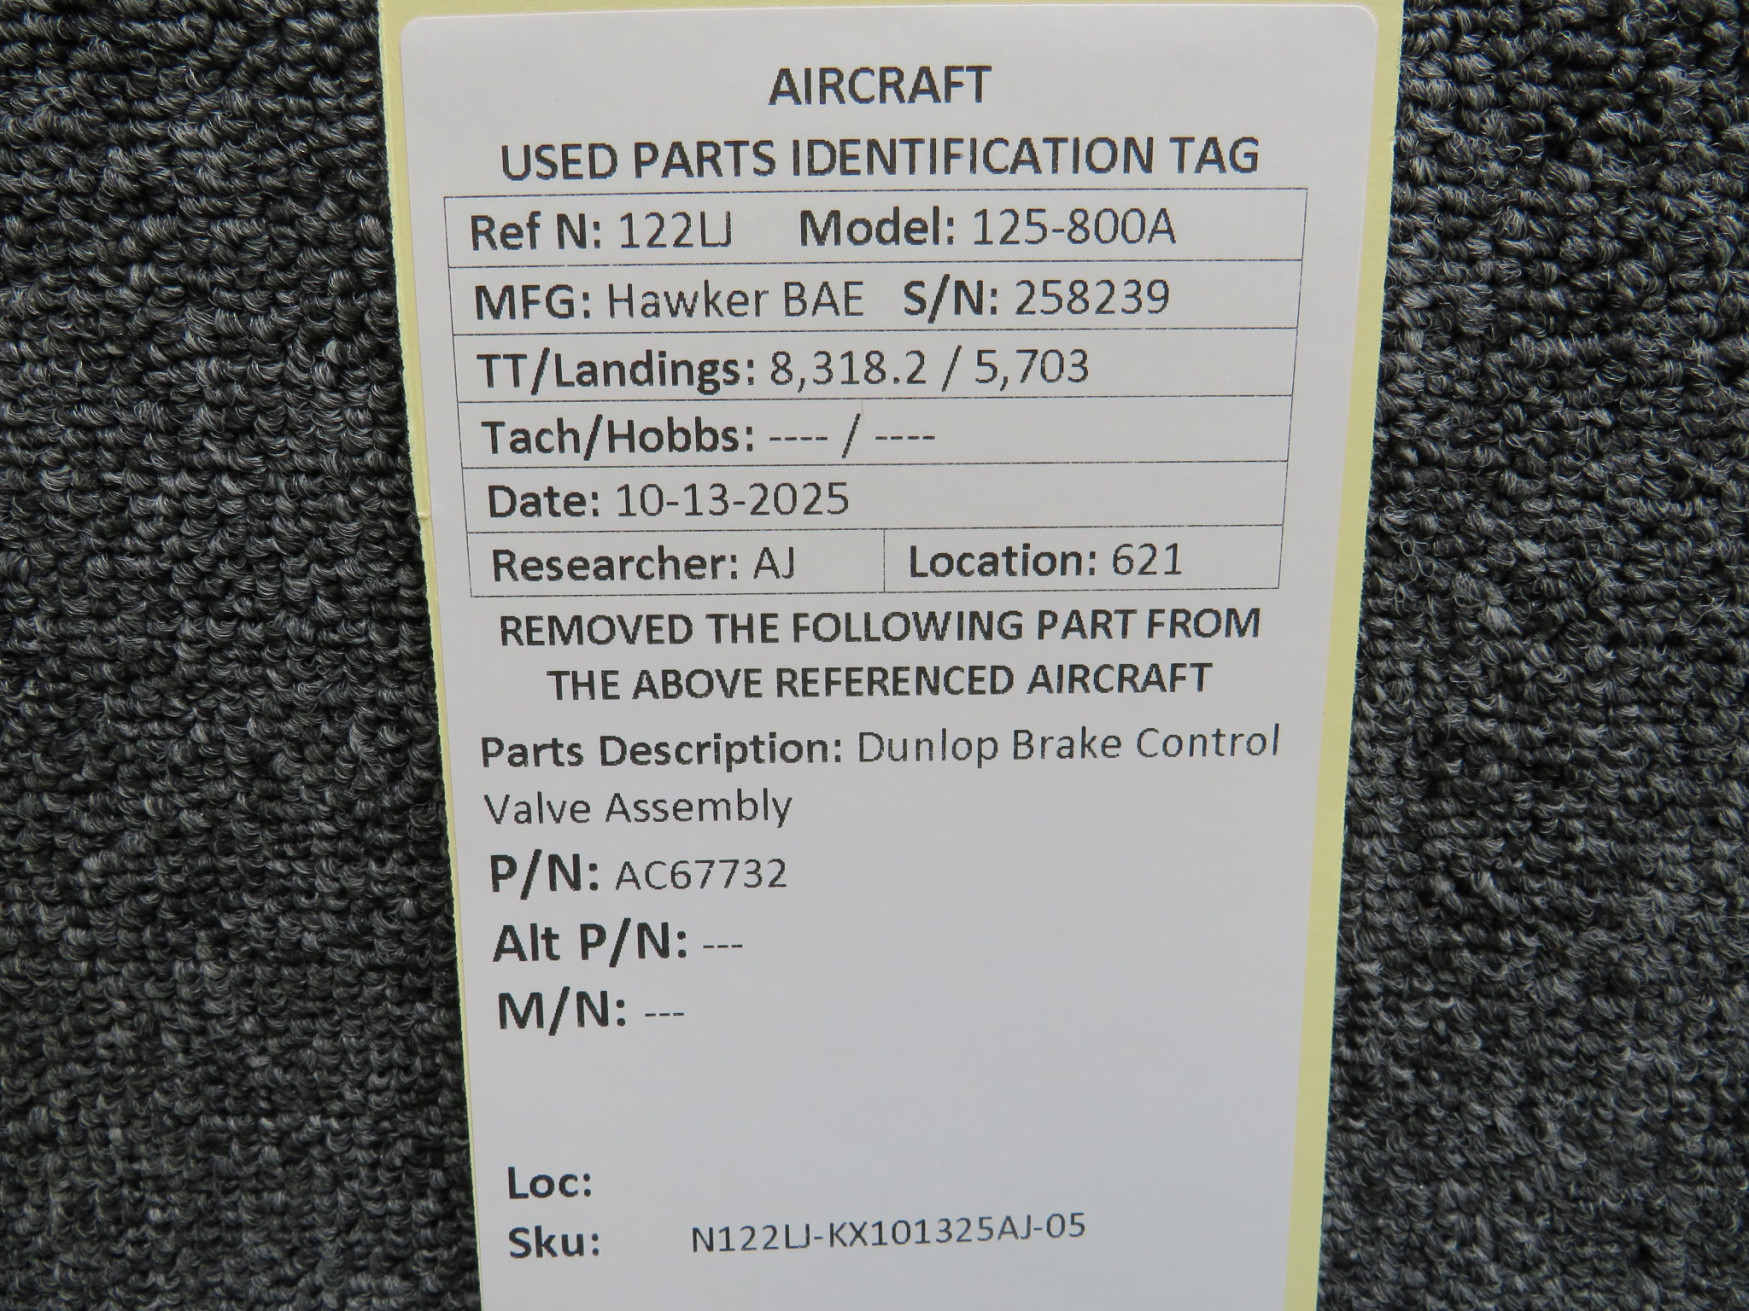 AIRCRAFT
USED PARTS IDENTIFICATION TAG
Ref N: 122LJ Model: 125-800A
MFG: Hawker BAE S/N: 258239
TT/Landings: 8,318.2 / 5,703
Tach/Hobbs: ---- / ----
Date: 10-13-2025
Researcher: AJ Location: 621
REMOVED THE FOLLOWING PART FROM
THE ABOVE REFERENCED AIRCRAFT
Parts Description: Dunlop Brake Control
Valve Assembly
P/N: AC67732
Alt P/N: ---
M/N: ---
Loc:
Sku: N122LJ-KX101325AJ-05